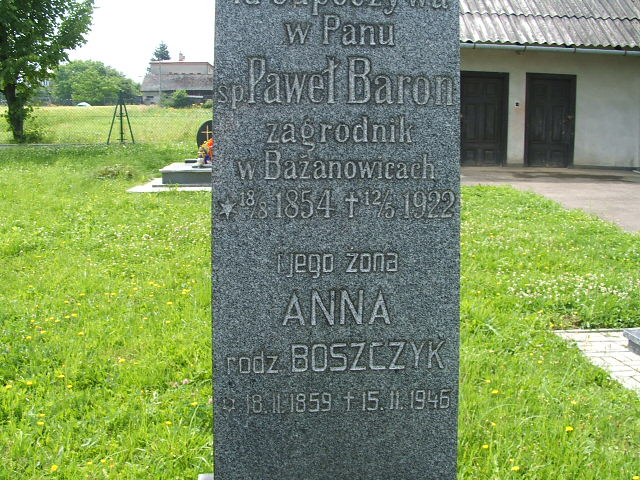 odpoczywa
w Panu
śp Paweł Baron
zagrodnik
w Bażanowicach
* 18/8 1854 † 12/5 1922
i jego żona
ANNA
rodz BOSZCZYK
* 18.II.1859 † 15.II.1946